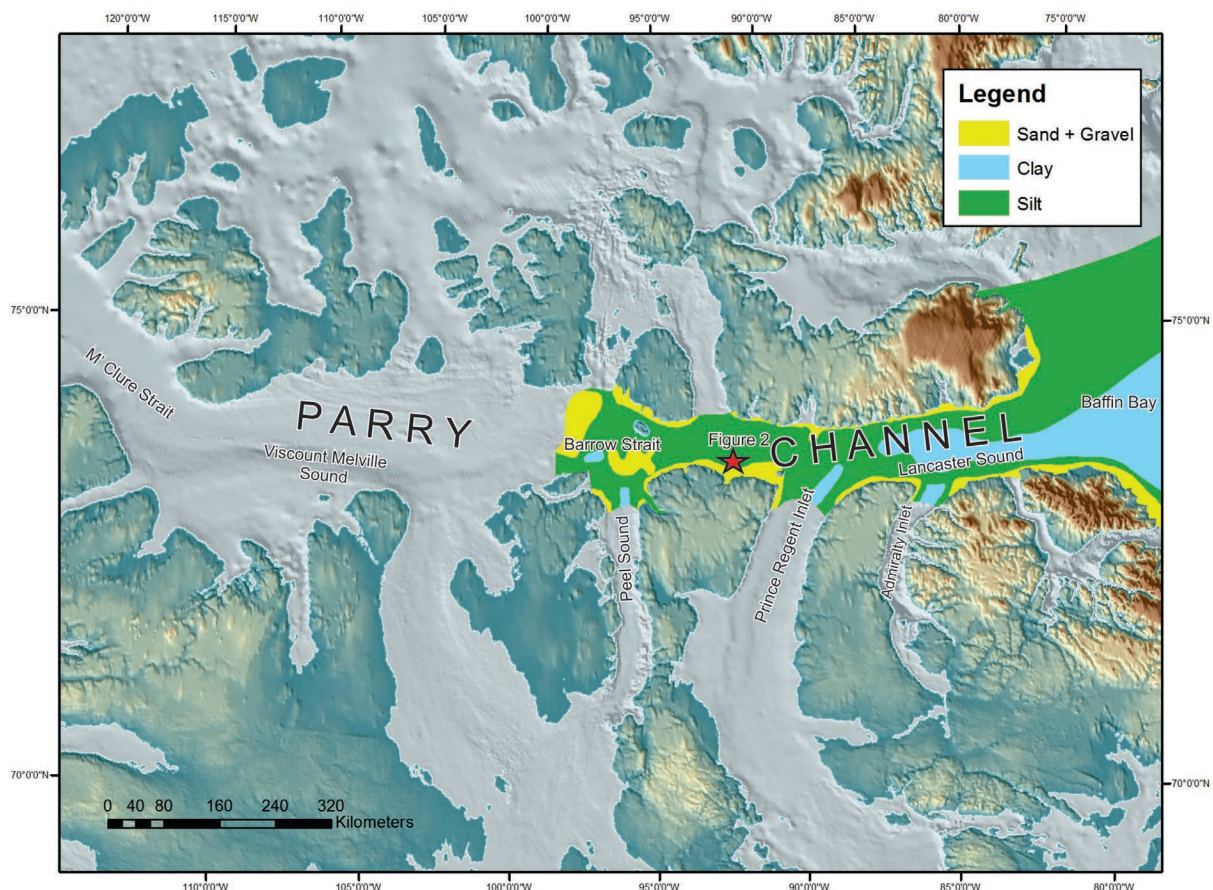 120°0'0"W 115°0'0"W 110°0'0"W 105°0'0"W 100°0'0"W 95°0'0"W 90°0'0"W 85°0'0"W 80°0'0"W 75°0'0"W
Legend
Sand + Gravel
Clay
Silt
75°0'0"N
75°0'0"N
M' Clure Strait
PARRY
CHANNEL
Baffin Bay
Viscount Melville
Sound
Barrow Strait
Figure 2
Lancaster Sound
Peel Sound
Prince Regent Inlet
Admiralty Inlet
70°0'0"N
70°0'0"N
0 40 80 160 240 320
Kilometers
110°0'0"W 105°0'0"W 100°0'0"W 95°0'0"W 90°0'0"W 85°0'0"W 80°0'0"W